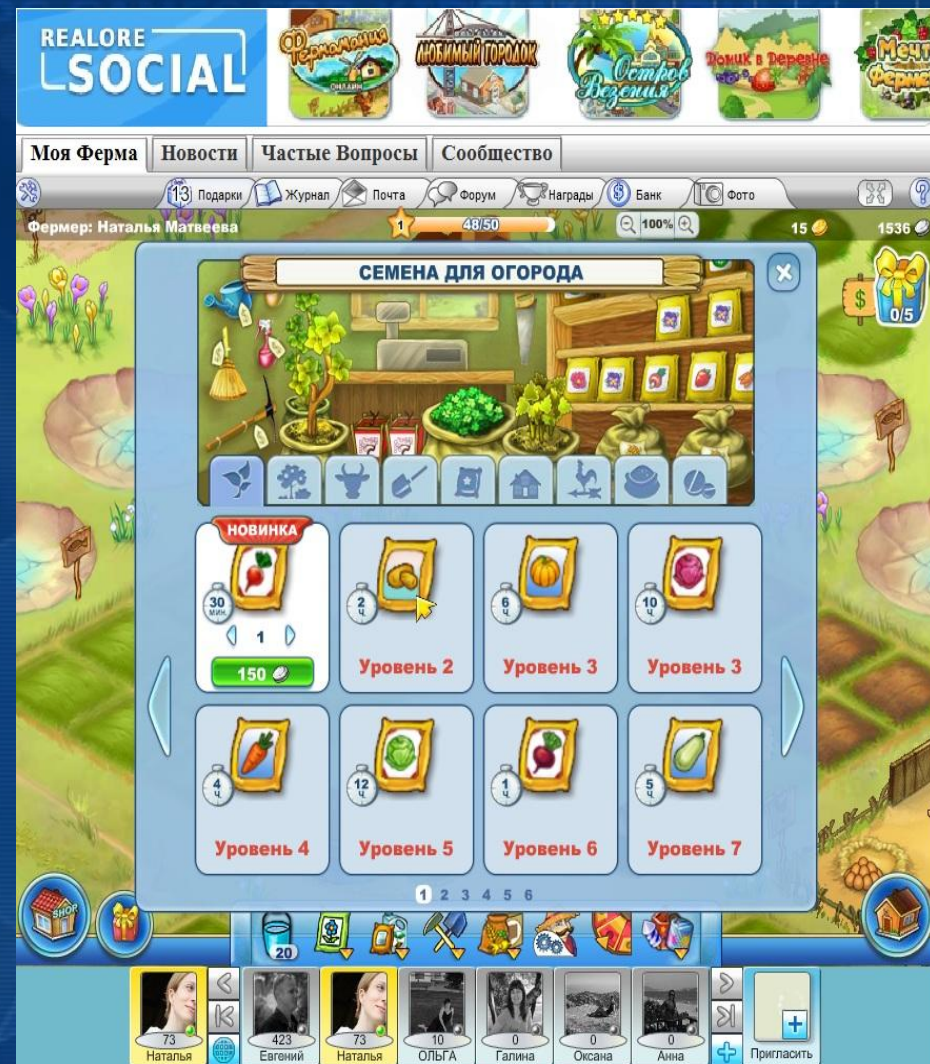 REALORE
SOCIAL
Фермомания
ОНЛАЙН
ЛЮБИМЫЙ ГОРОДОК
Остров
Везения
Домик в Деревне
Моя Ферма
Новости
Частые Вопросы
Сообщество
13 Подарки
Журнал
Почта
Форум
Награды
Банк
Фото
Фермер: Наталья Матвеева
1
48/50
100%
15
1536
СЕМЕНА ДЛЯ ОГОРОДА
$
0/5
НОВИНКА
30 мин.
1
150
2 ч.
Уровень 2
6 ч.
Уровень 3
10 ч.
Уровень 3
4 ч.
Уровень 4
12 ч.
Уровень 5
1 ч.
Уровень 6
5 ч.
Уровень 7
1 2 3 4 5 6
SHOP
20
73
Наталья
423
Евгений
73
Наталья
10
ОЛЬГА
0
Галина
0
Оксана
0
Анна
Пригласить